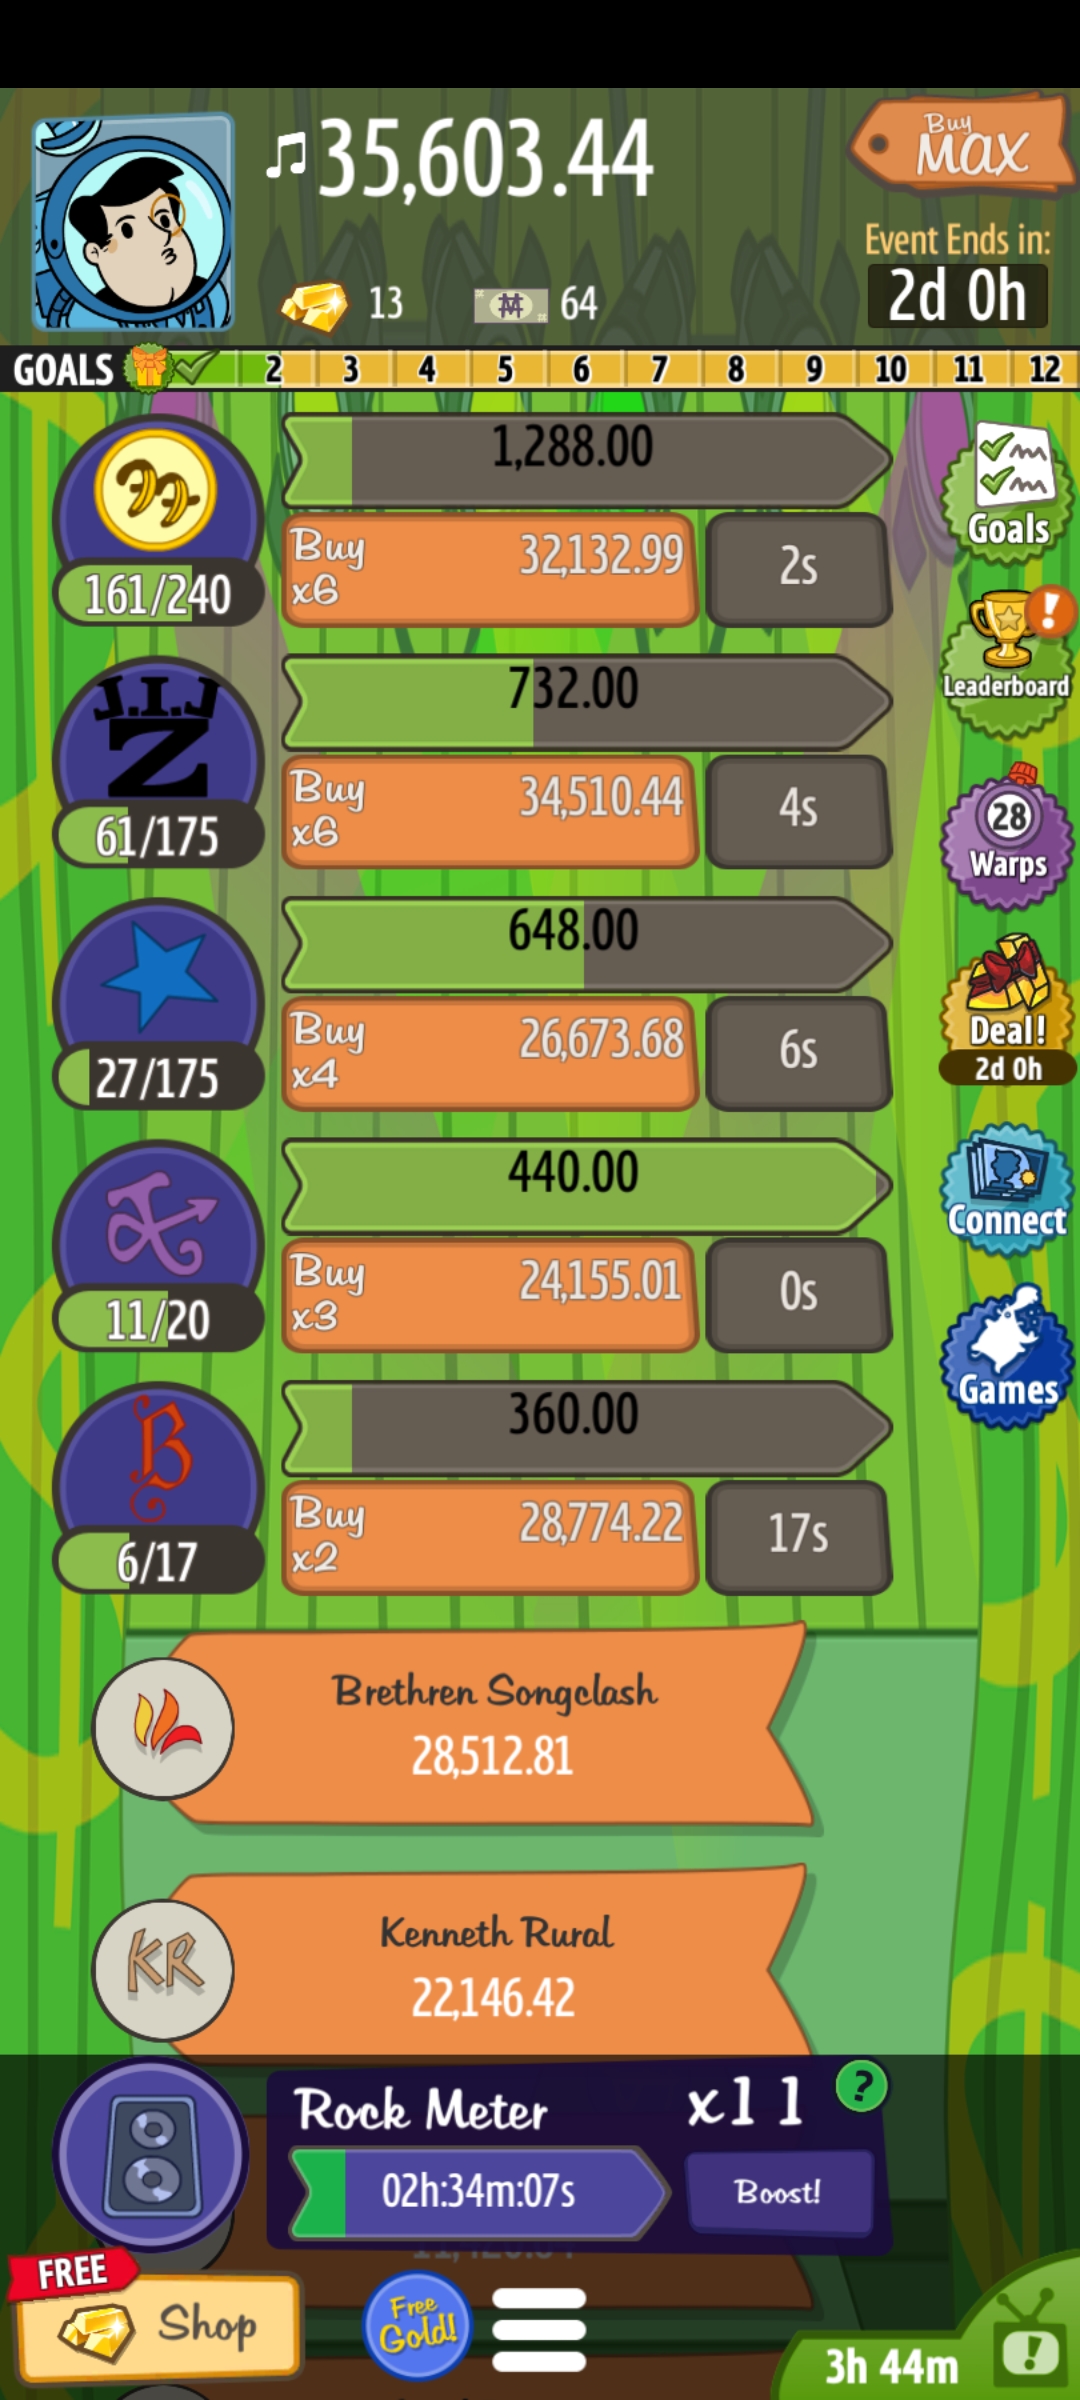 35,603.44
Buy
MAX
Event Ends in:
2d 0h
13
64
GOALS 2 3 4 5 6 7 8 9 10 11 12
1,288.00
Buy
x6
32,132.99
2s
161/240
Goals
J.I.J
Z
732.00
Buy
x6
34,510.44
4s
61/175
Leaderboard
648.00
Buy
x4
26,673.68
6s
27/175
28
Warps
Deal!
2d 0h
440.00
Buy
x3
24,155.01
0s
11/20
Connect
B
360.00
Buy
x2
28,774.22
17s
6/17
Games
Brethren Songclash
28,512.81
KR
Kenneth Rural
22,146.42
Rock Meter
x11
?
02h:34m:07s
Boost!
FREE
Shop
Free
Gold!
3h 44m
!